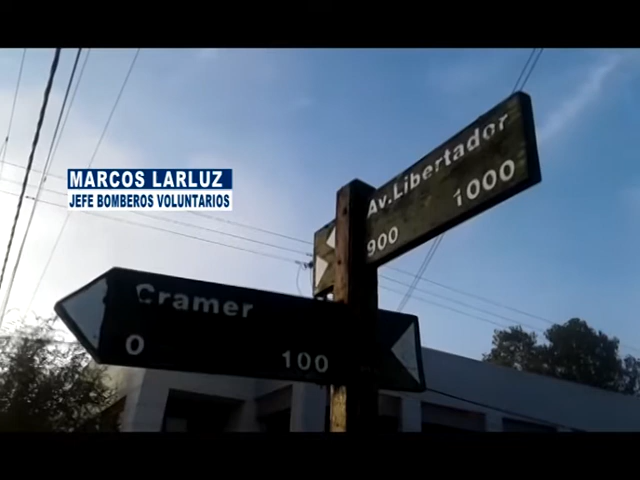 MARCOS LARLUZ
JEFE BOMBEROS VOLUNTARIOS
Av.Libertador
900 1000
Cramer
0 100